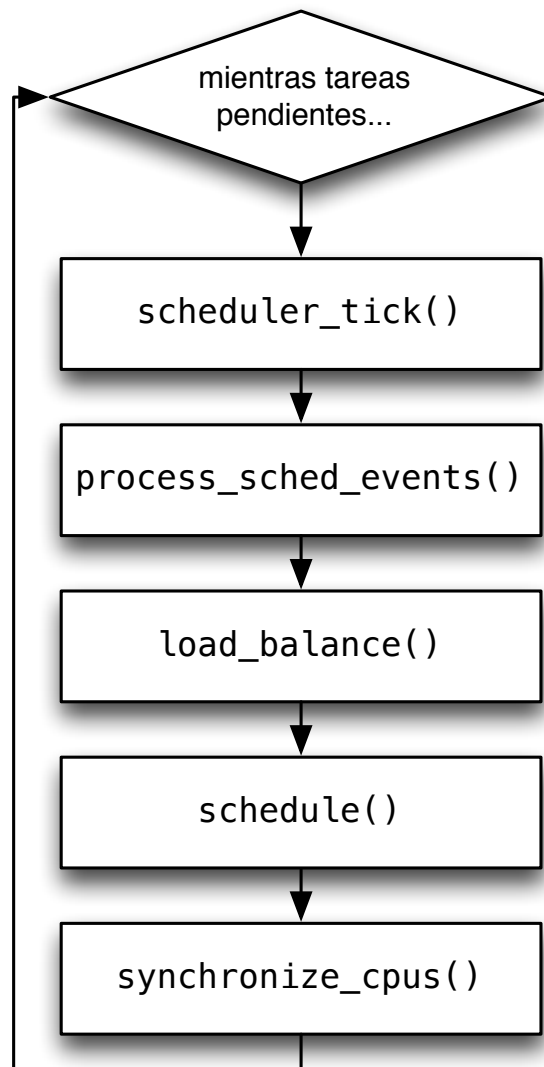 mientras tareas
pendientes...
scheduler_tick()
process_sched_events()
load_balance()
schedule()
synchronize_cpus()